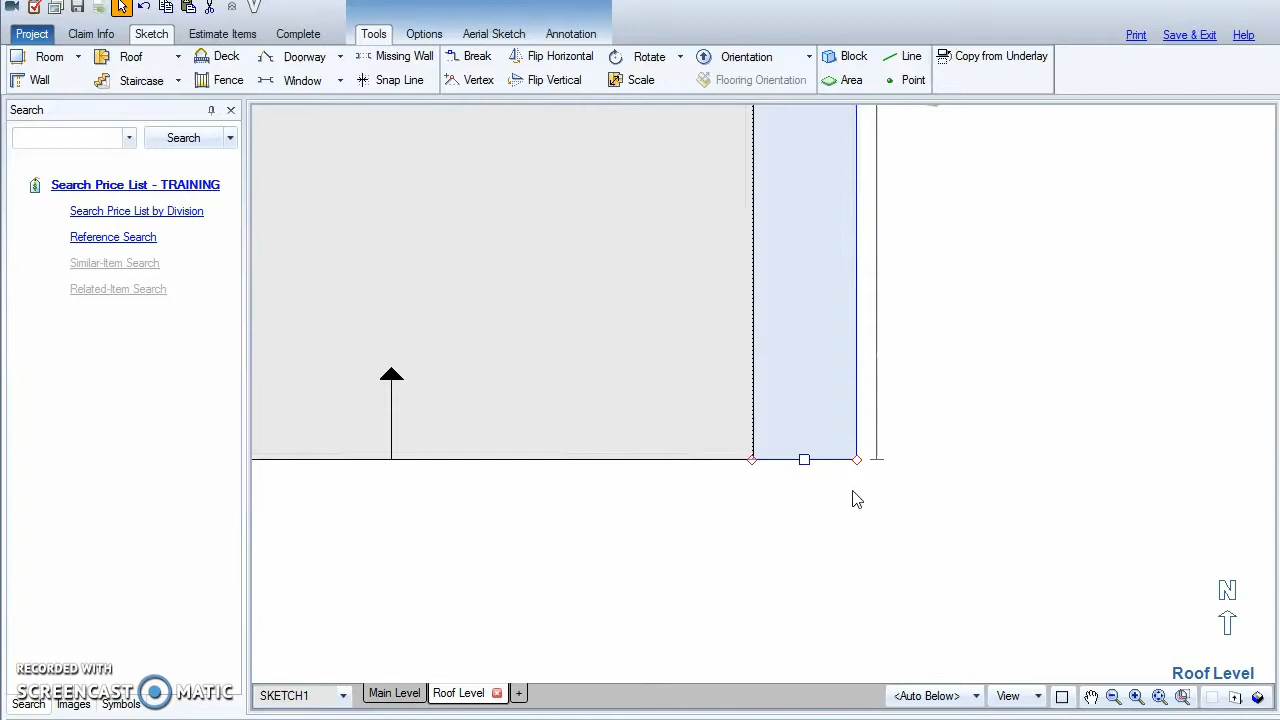 Project Claim Info Sketch Estimate Items Complete Tools Options Aerial Sketch Annotation Print Save & Exit Help
Room Roof Deck Doorway Missing Wall Break Flip Horizontal Rotate Orientation Block Line Copy from Underlay
Wall Staircase Fence Window Snap Line Vertex Flip Vertical Scale Flooring Orientation Area Point
Search
Search
Search Price List - TRAINING
Search Price List by Division
Reference Search
Similar-Item Search
Related-Item Search
N
Roof Level
RECORDED WITH
SCREENCAST MATIC
SKETCH1 Main Level Roof Level + <Auto Below> View
Search Images Symbols